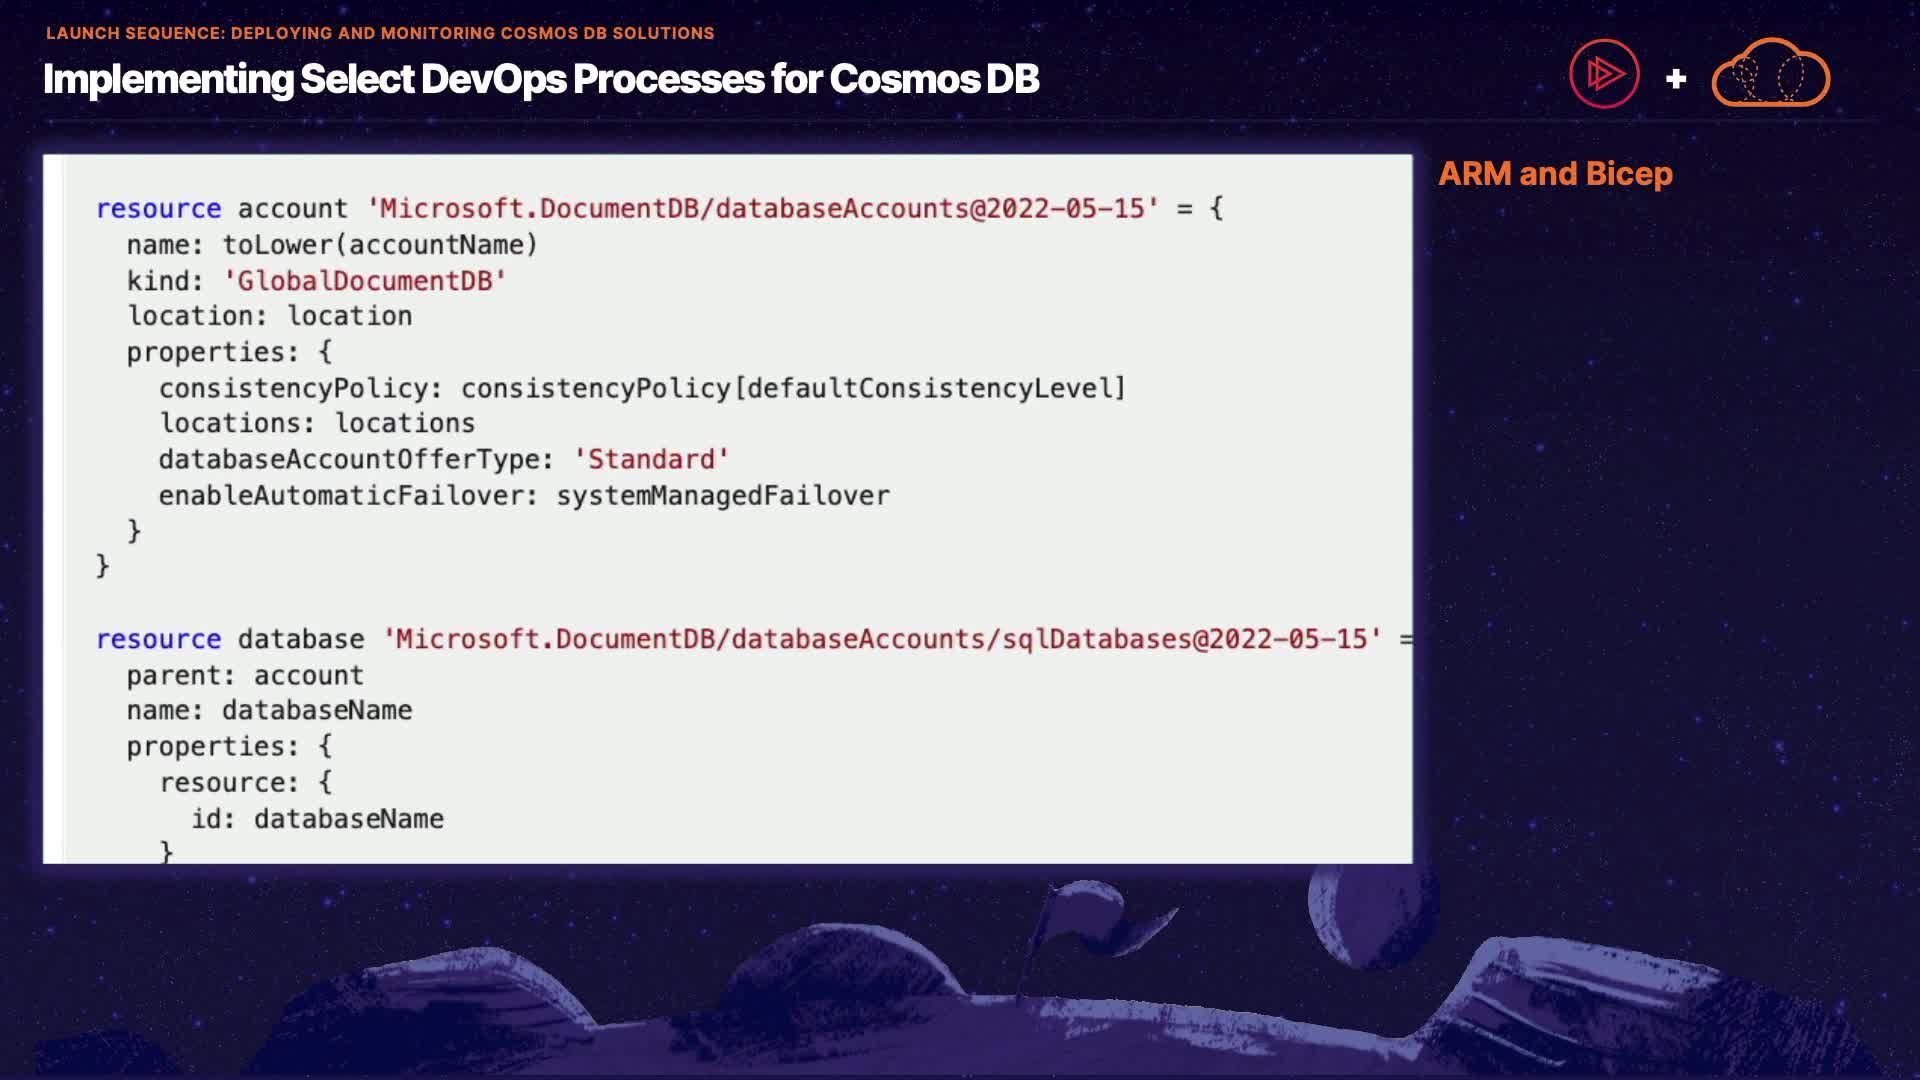 LAUNCH SEQUENCE: DEPLOYING AND MONITORING COSMOS DB SOLUTIONS
Implementing Select DevOps Processes for Cosmos DB
+
resource account 'Microsoft.DocumentDB/databaseAccounts@2022-05-15' = {
  name: toLower(accountName)
  kind: 'GlobalDocumentDB'
  location: location
  properties: {
    consistencyPolicy: consistencyPolicy[defaultConsistencyLevel]
    locations: locations
    databaseAccountOfferType: 'Standard'
    enableAutomaticFailover: systemManagedFailover
  }
}
resource database 'Microsoft.DocumentDB/databaseAccounts/sqlDatabases@2022-05-15' =
  parent: account
  name: databaseName
  properties: {
    resource: {
      id: databaseName
    }
ARM and Bicep